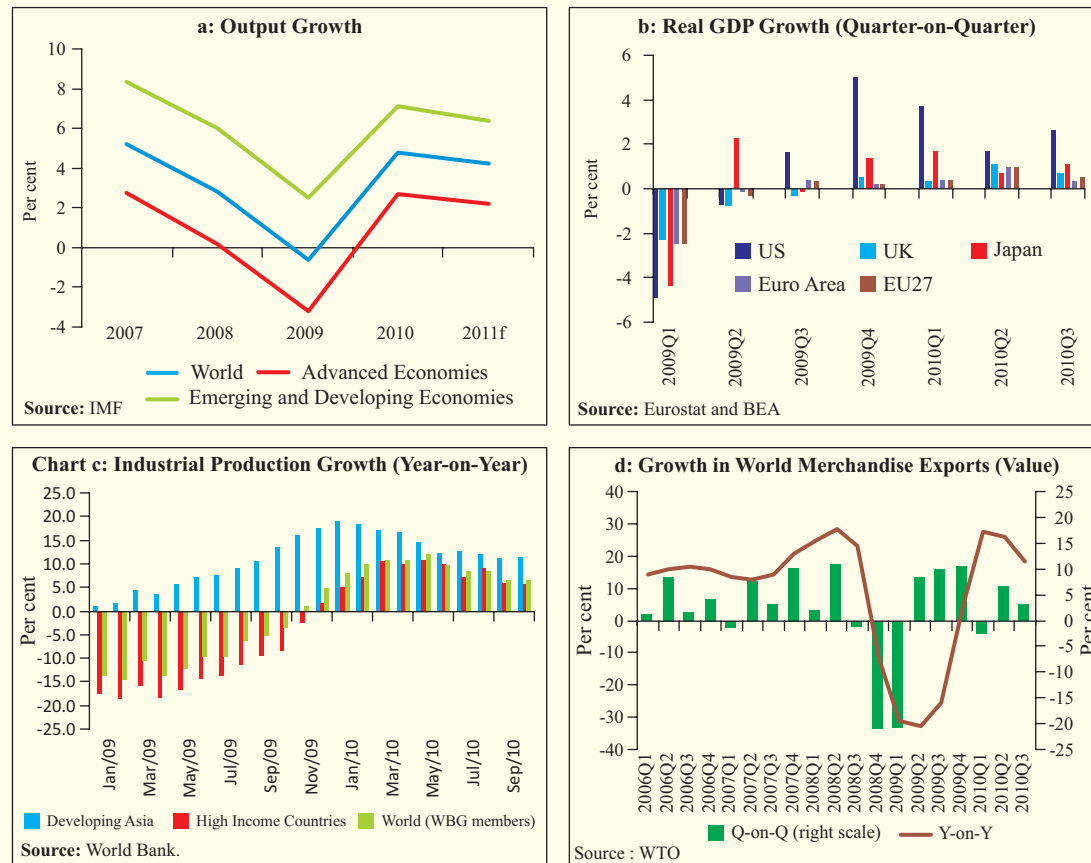 a: Output Growth
Per cent
10
8
6
4
2
0
-2
-4
2007 2008 2009 2010 2011f
World Advanced Economies
Emerging and Developing Economies
Source: IMF
b: Real GDP Growth (Quarter-on-Quarter)
Per cent
6
4
2
0
-2
-4
-6
US UK Japan
Euro Area EU27
2009Q1 2009Q2 2009Q3 2009Q4 2010Q1 2010Q2 2010Q3
Source: Eurostat and BEA
Chart c: Industrial Production Growth (Year-on-Year)
Per cent
25.0
20.0
15.0
10.0
5.0
0.0
-5.0
-10.0
-15.0
-20.0
-25.0
Jan/09 Mar/09 May/09 Jul/09 Sep/09 Nov/09 Jan/10 Mar/10 May/10 Jul/10 Sep/10
Developing Asia High Income Countries World (WBG members)
Source: World Bank.
d: Growth in World Merchandise Exports (Value)
Per cent
40
30
20
10
0
-10
-20
-30
-40
25
20
15
10
5
0
-5
-10
-15
-20
-25
Per cent
2006Q1 2006Q2 2006Q3 2006Q4 2007Q1 2007Q2 2007Q3 2007Q4 2008Q1 2008Q2 2008Q3 2008Q4 2009Q1 2009Q2 2009Q3 2009Q4 2010Q1 2010Q2 2010Q3
Q-on-Q (right scale) Y-on-Y
Source : WTO